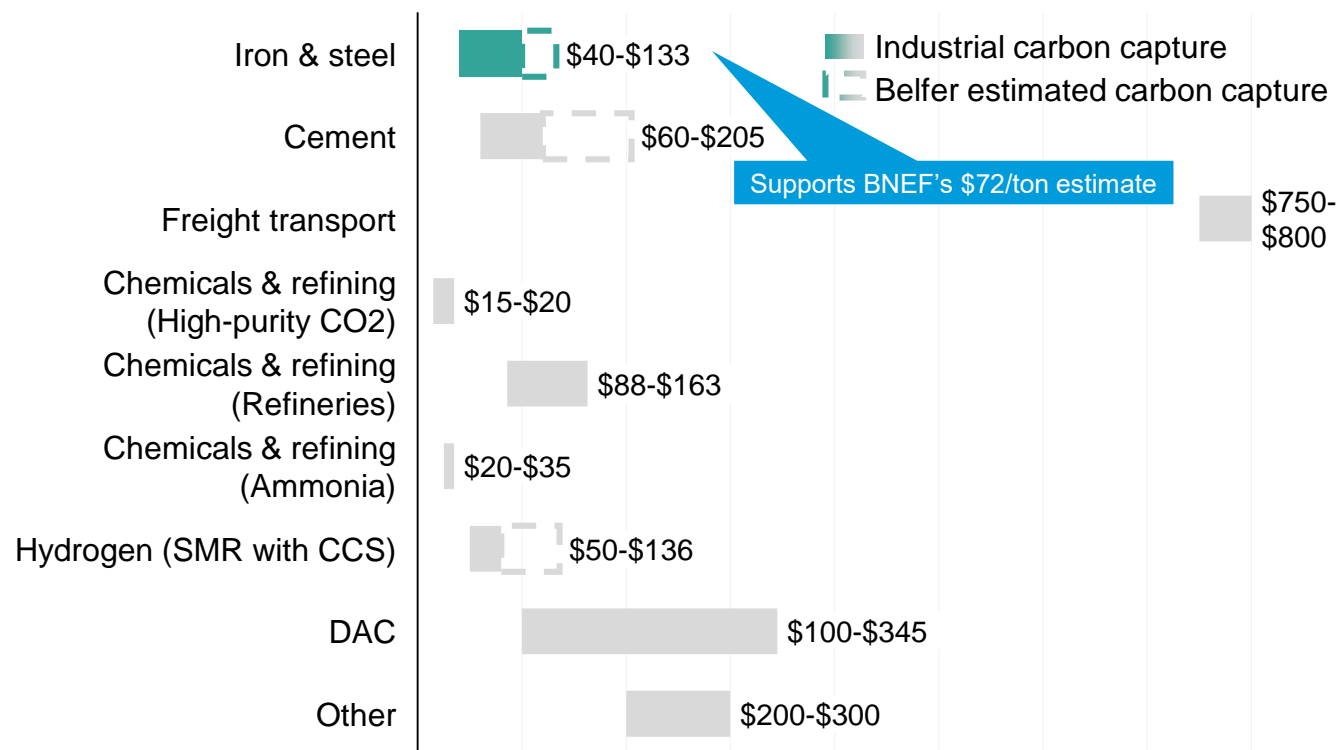 Iron & steel
$40-$133
Industrial carbon capture
Belfer estimated carbon capture
Cement
$60-$205
Supports BNEF's $72/ton estimate
Freight transport
$750-
$800
Chemicals & refining
(High-purity CO2)
$15-$20
Chemicals & refining
(Refineries)
$88-$163
Chemicals & refining
(Ammonia)
$20-$35
Hydrogen (SMR with CCS)
$50-$136
DAC
$100-$345
Other
$200-$300